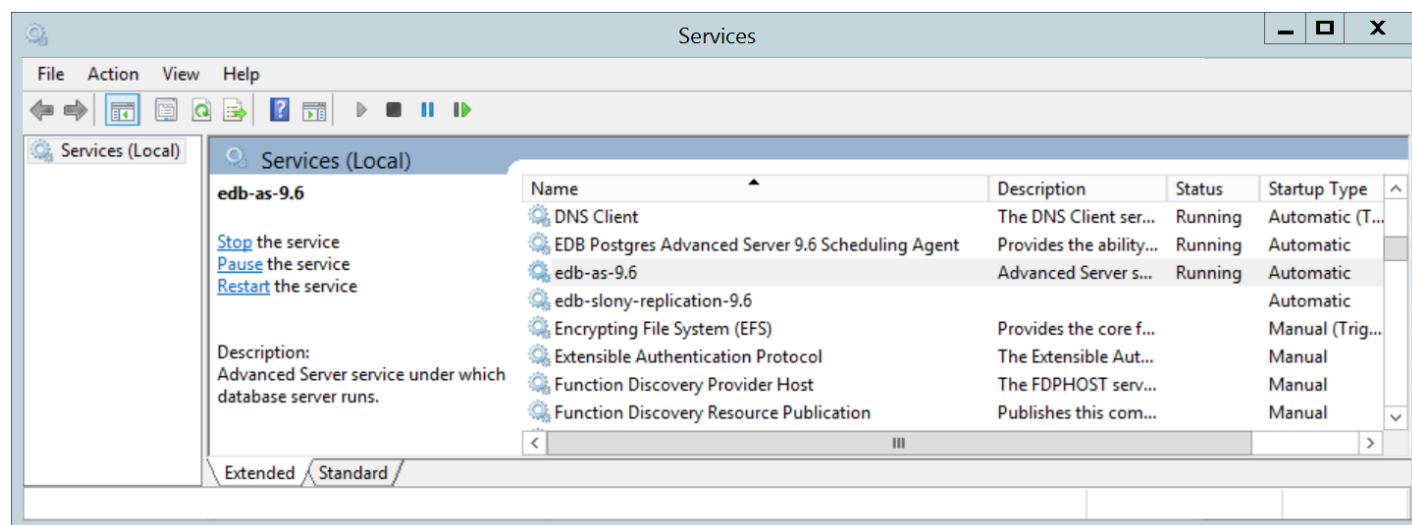 Services
File Action View Help
Services (Local)
Services (Local)
edb-as-9.6
Stop the service
Pause the service
Restart the service
Description:
Advanced Server service under which
database server runs.
Name Description Status Startup Type
DNS Client The DNS Client ser... Running Automatic (T...
EDB Postgres Advanced Server 9.6 Scheduling Agent Provides the ability... Running Automatic
edb-as-9.6 Advanced Server s... Running Automatic
edb-slony-replication-9.6 Automatic
Encrypting File System (EFS) Provides the core f... Manual (Trig...
Extensible Authentication Protocol The Extensible Aut... Manual
Function Discovery Provider Host The FDPHOST serv... Manual
Function Discovery Resource Publication Publishes this com... Manual
Extended Standard